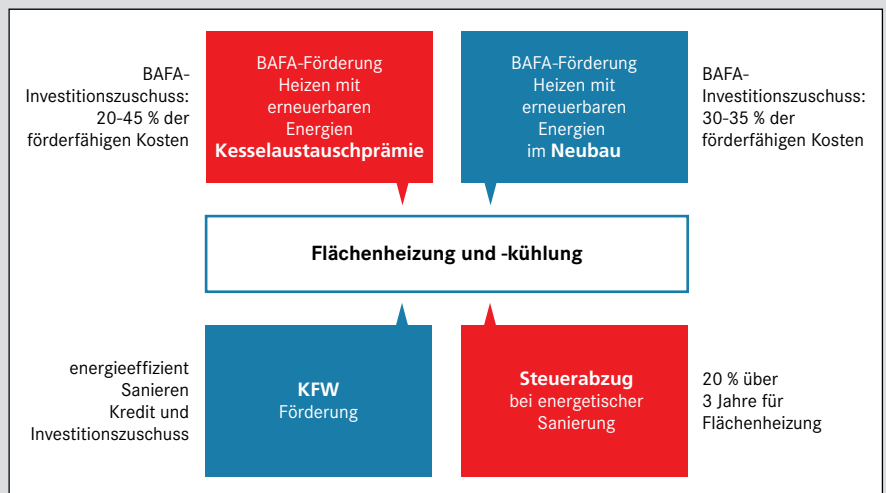 BAFA-
Investitionszuschuss:
20-45 % der
förderfähigen Kosten
BAFA-Förderung
Heizen mit
erneuerbaren
Energien
Kesselaustauschprämie
BAFA-Förderung
Heizen mit
erneuerbaren
Energien
im Neubau
BAFA-
Investitionszuschuss:
30-35 % der
förderfähigen Kosten
Flächenheizung und -kühlung
energieeffizient
Sanieren
Kredit und
Investitionszuschuss
KFW
Förderung
Steuerabzug
bei energetischer
Sanierung
20 % über
3 Jahre für
Flächenheizung